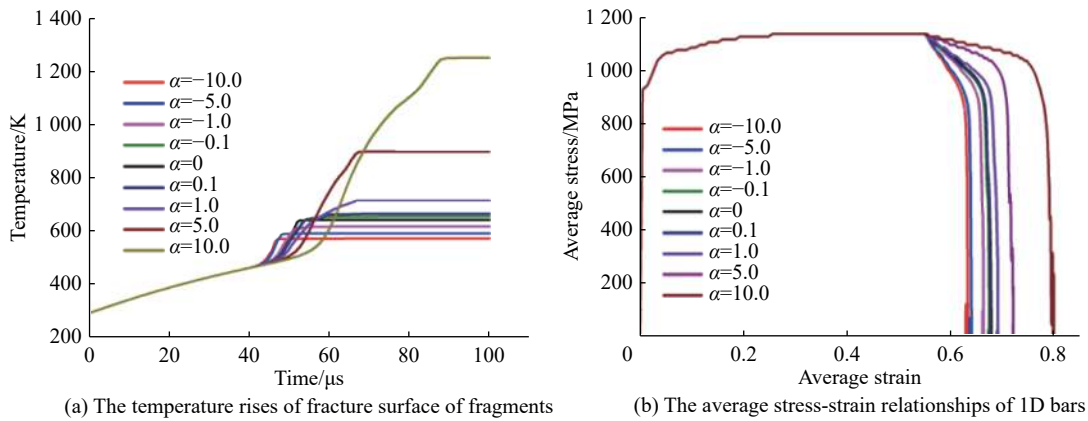 1 400
1 200
1 000
800
600
400
200
Temperature/K
α=−10.0
α=−5.0
α=−1.0
α=−0.1
α=0
α=0.1
α=1.0
α=5.0
α=10.0
0 20 40 60 80 100
Time/μs
(a) The temperature rises of fracture surface of fragments
1 200
1 000
800
600
400
200
Average stress/MPa
α=−10.0
α=−5.0
α=−1.0
α=−0.1
α=0
α=0.1
α=1.0
α=5.0
α=10.0
0 0.2 0.4 0.6 0.8
Average strain
(b) The average stress-strain relationships of 1D bars